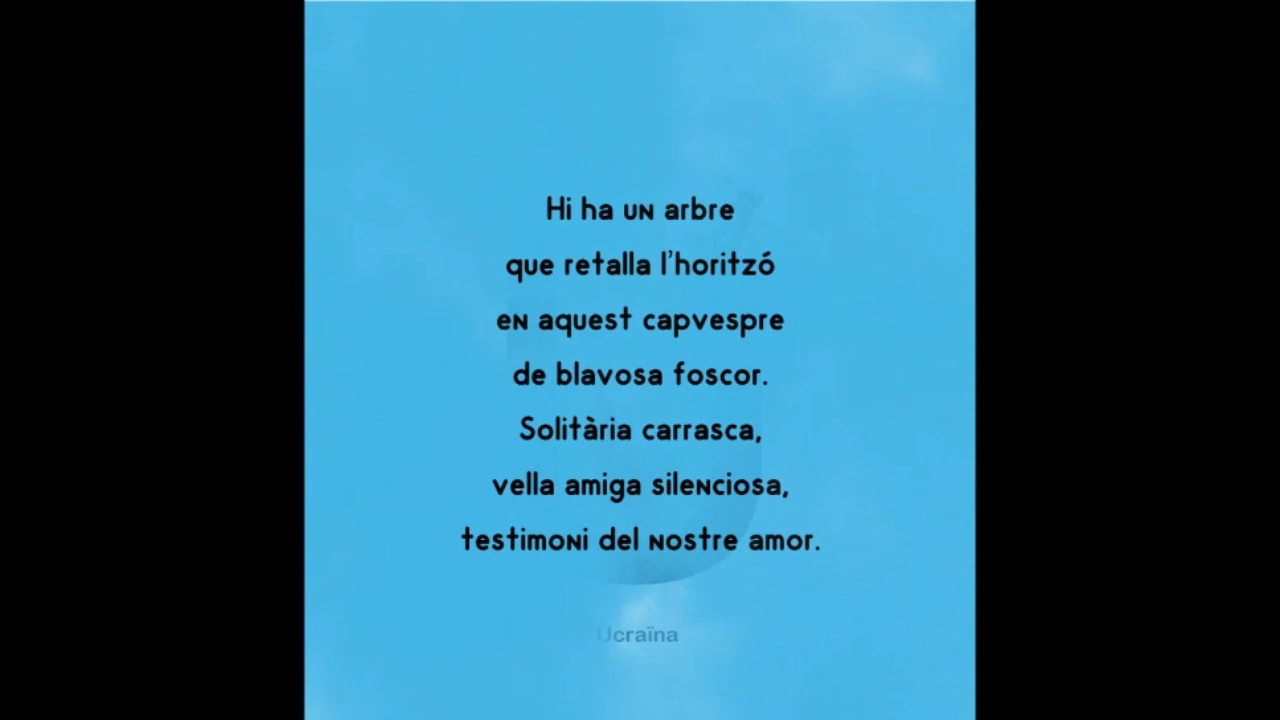 Hi ha un arbre
que retalla l'horitzó
en aquest capvespre
de blavosa foscor.
Solitària carrasca,
vella amiga silenciosa,
testimoni del nostre amor.
Ucraïna